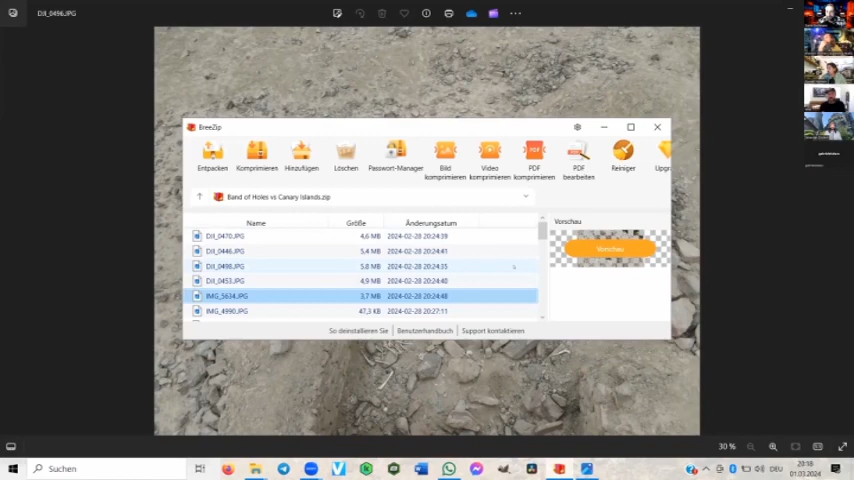 DJI_0496.JPG
BreeZip
Entpacken
Komprimieren
Hinzufügen
Löschen
Passwort-Manager
Bild komprimieren
Video komprimieren
PDF komprimieren
PDF bearbeiten
Reiniger
Upgr
Band of Holes vs Canary Islands.zip
Name Größe Änderungsatum
Vorschau
DJI_0470.JPG 4,6 MB 2024-02-28 20:24:39
DJI_0446.JPG 5,4 MB 2024-02-28 20:24:41
Vorschau
DJI_0498.JPG 5,8 MB 2024-02-28 20:24:35
DJI_0453.JPG 4,9 MB 2024-02-28 20:24:40
IMG_5634.JPG 3,7 MB 2024-02-28 20:24:48
IMG_4990.JPG 47,3 KB 2024-02-28 20:27:11
So deinstallieren Sie Benutzerhandbuch Support kontaktieren
30 %
Suchen
DEU
20:18
01.03.2024